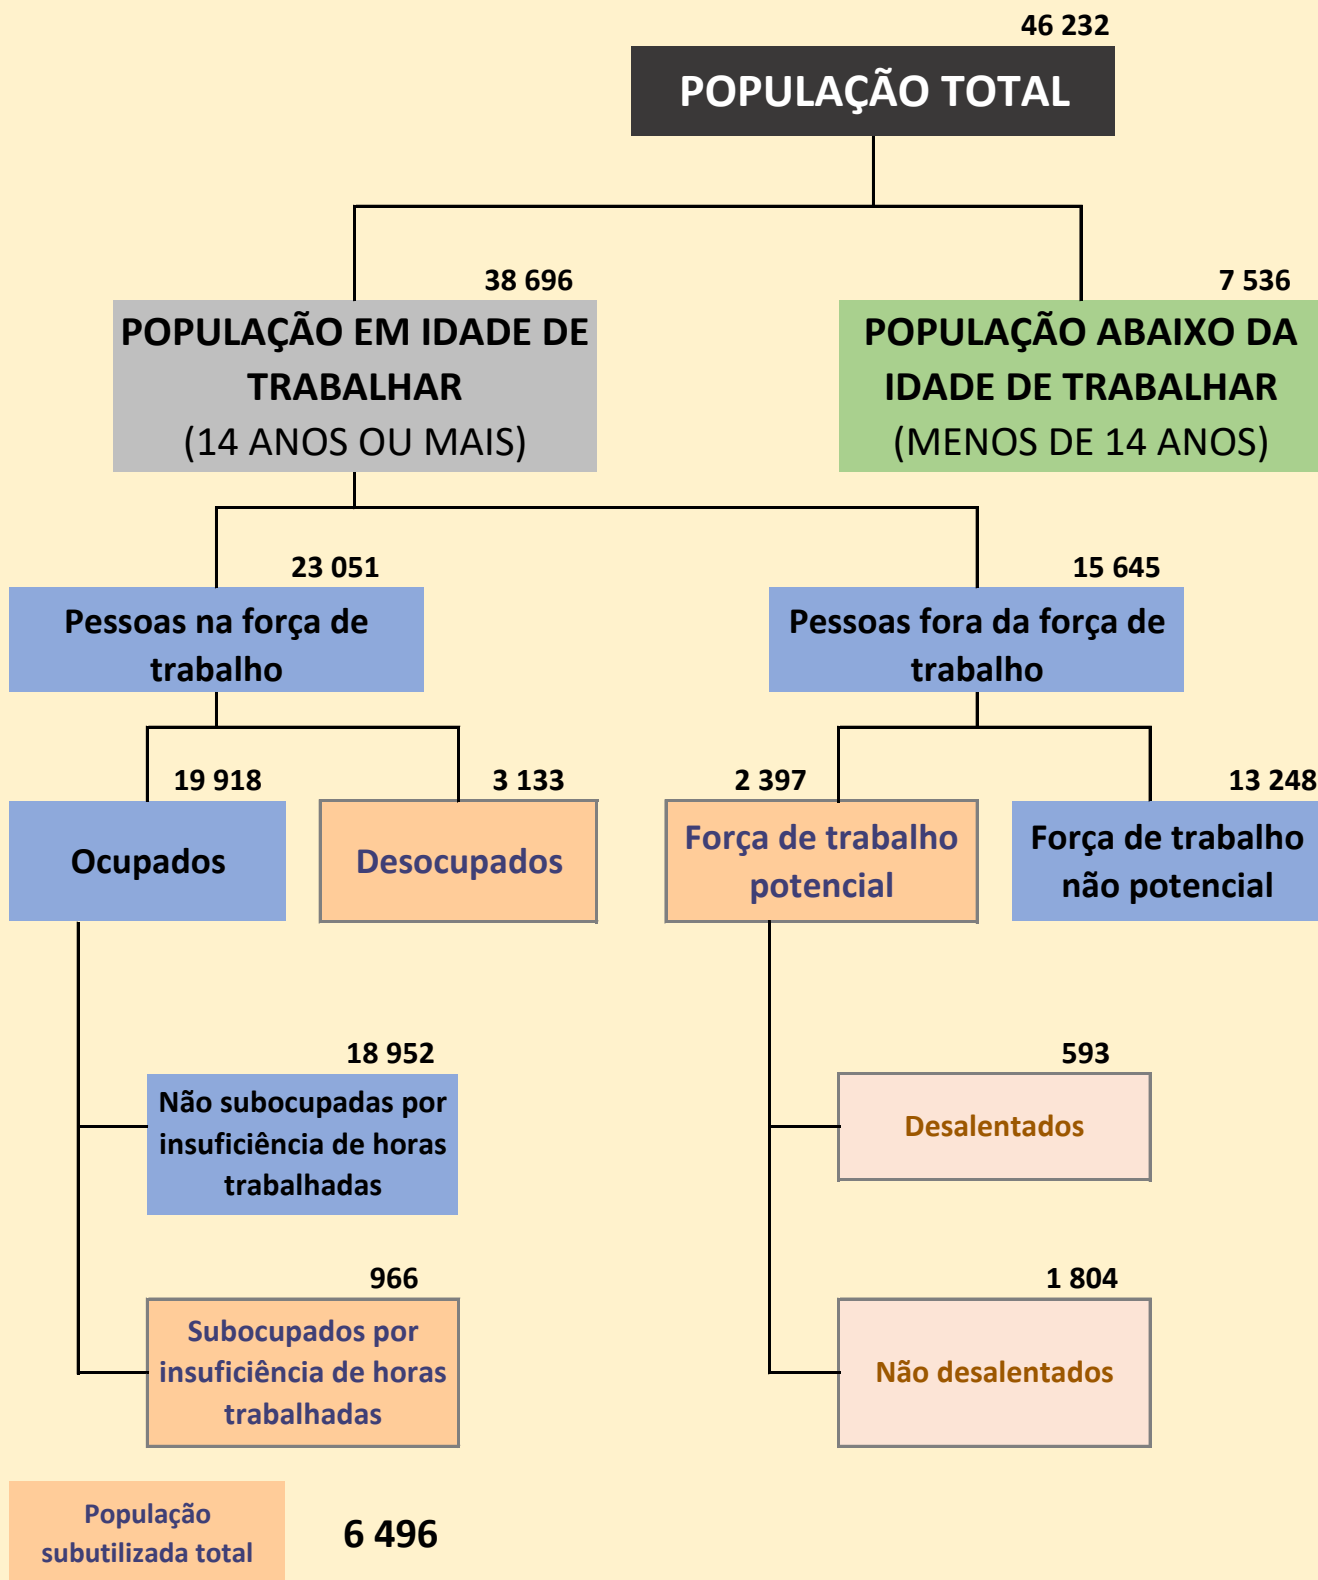 46 232
POPULAÇÃO TOTAL
38 696
POPULAÇÃO EM IDADE DE
TRABALHAR
(14 ANOS OU MAIS)
7 536
POPULAÇÃO ABAIXO DA
IDADE DE TRABALHAR
(MENOS DE 14 ANOS)
23 051
Pessoas na força de
trabalho
15 645
Pessoas fora da força de
trabalho
19 918
Ocupados
3 133
Desocupados
2 397
Força de trabalho
potencial
13 248
Força de trabalho
não potencial
18 952
Não subocupadas por
insuficiência de horas
trabalhadas
593
Desalentados
966
Subocupados por
insuficiência de horas
trabalhadas
1 804
Não desalentados
População
subutilizada total
6 496